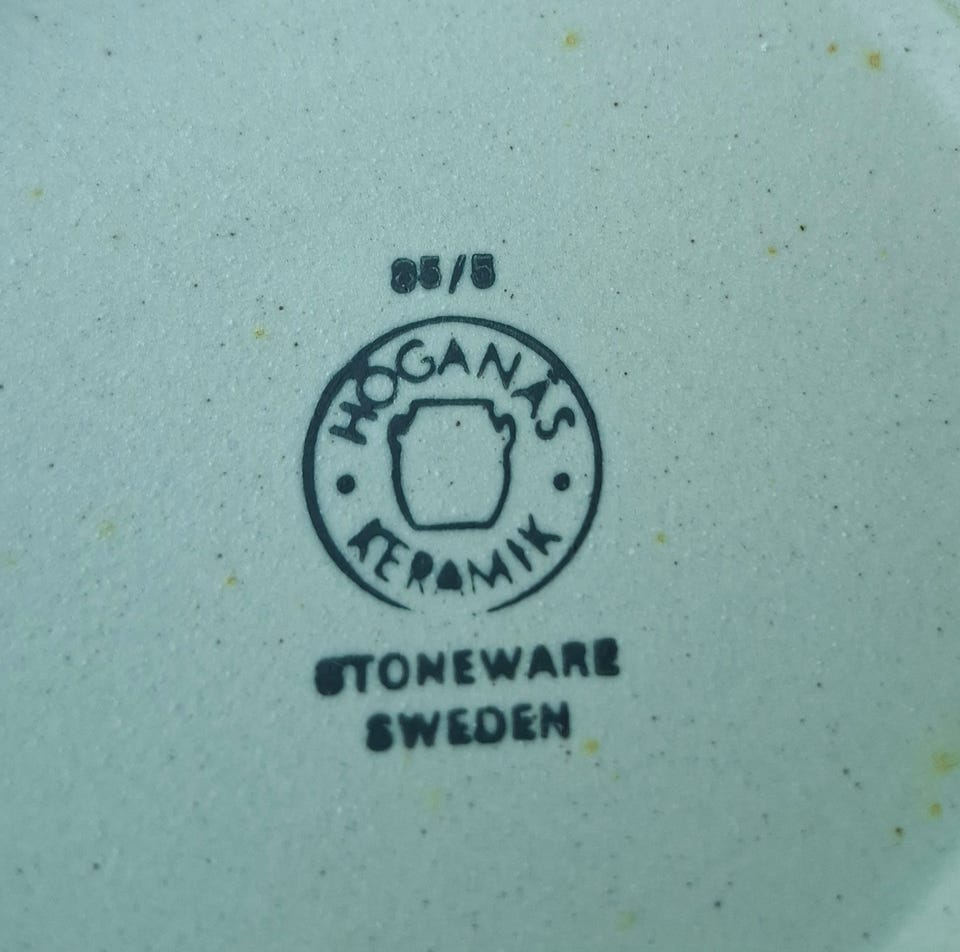 85/5
HÖGANÄS
KERAMIK
STONEWARE
SWEDEN